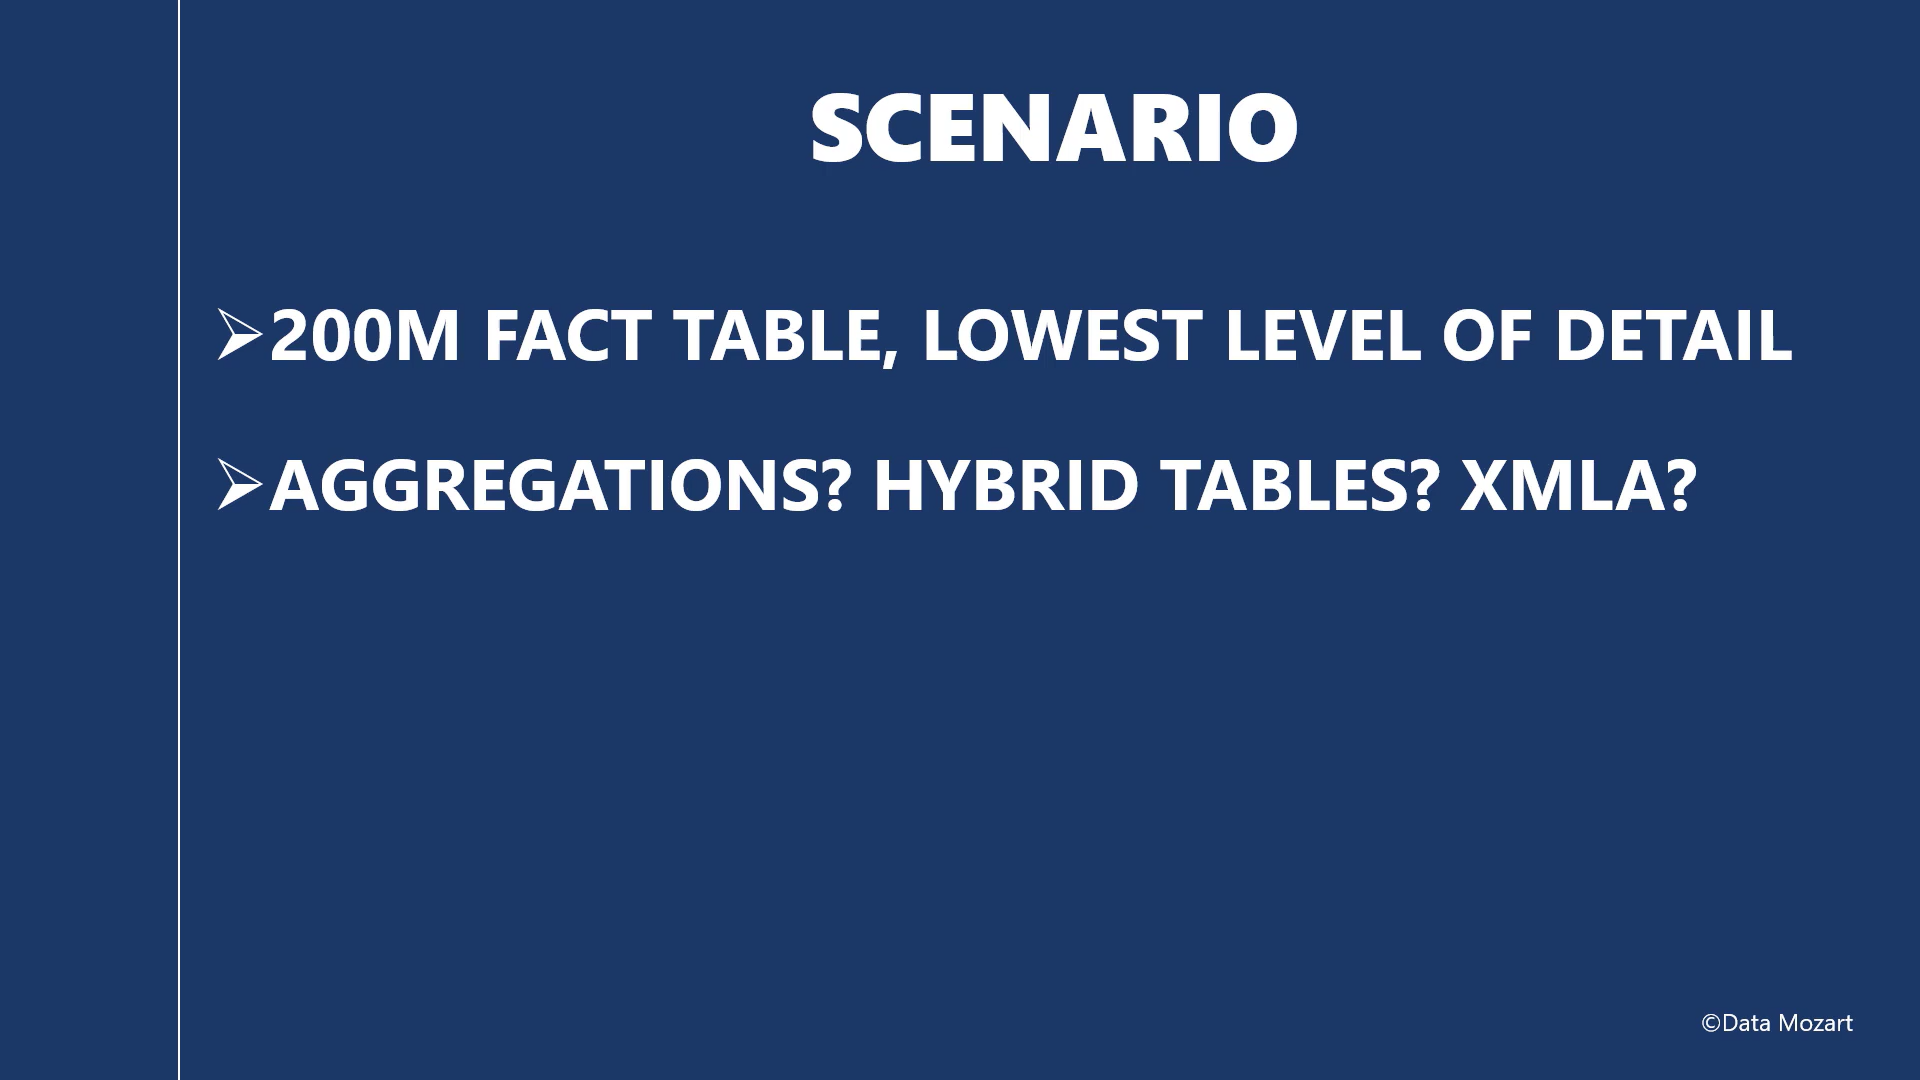 SCENARIO
➢200M FACT TABLE, LOWEST LEVEL OF DETAIL
➢AGGREGATIONS? HYBRID TABLES? XMLA?
©Data Mozart